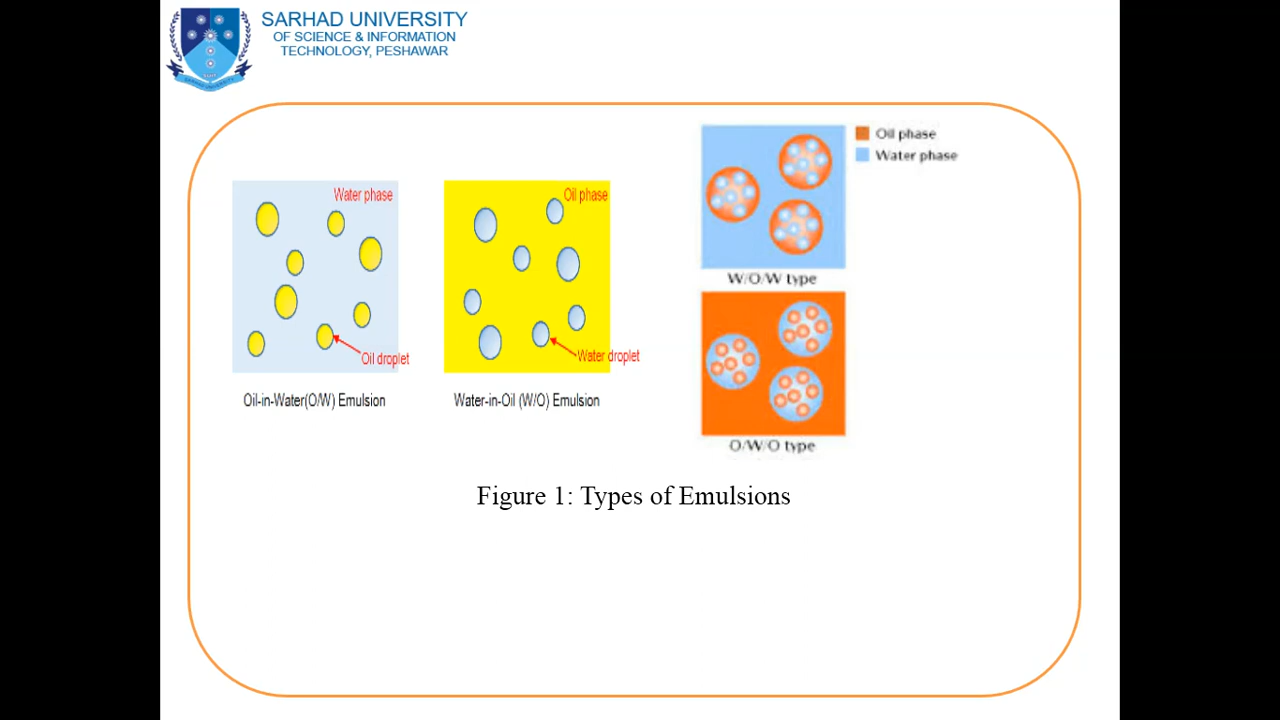 SARHAD UNIVERSITY
OF SCIENCE & INFORMATION
TECHNOLOGY, PESHAWAR
Water phase
Oil droplet
Oil-in-Water(O/W) Emulsion
Oil phase
Water droplet
Water-in-Oil (W/O) Emulsion
Oil phase
Water phase
W/O/W type
O/W/O type
Figure 1: Types of Emulsions